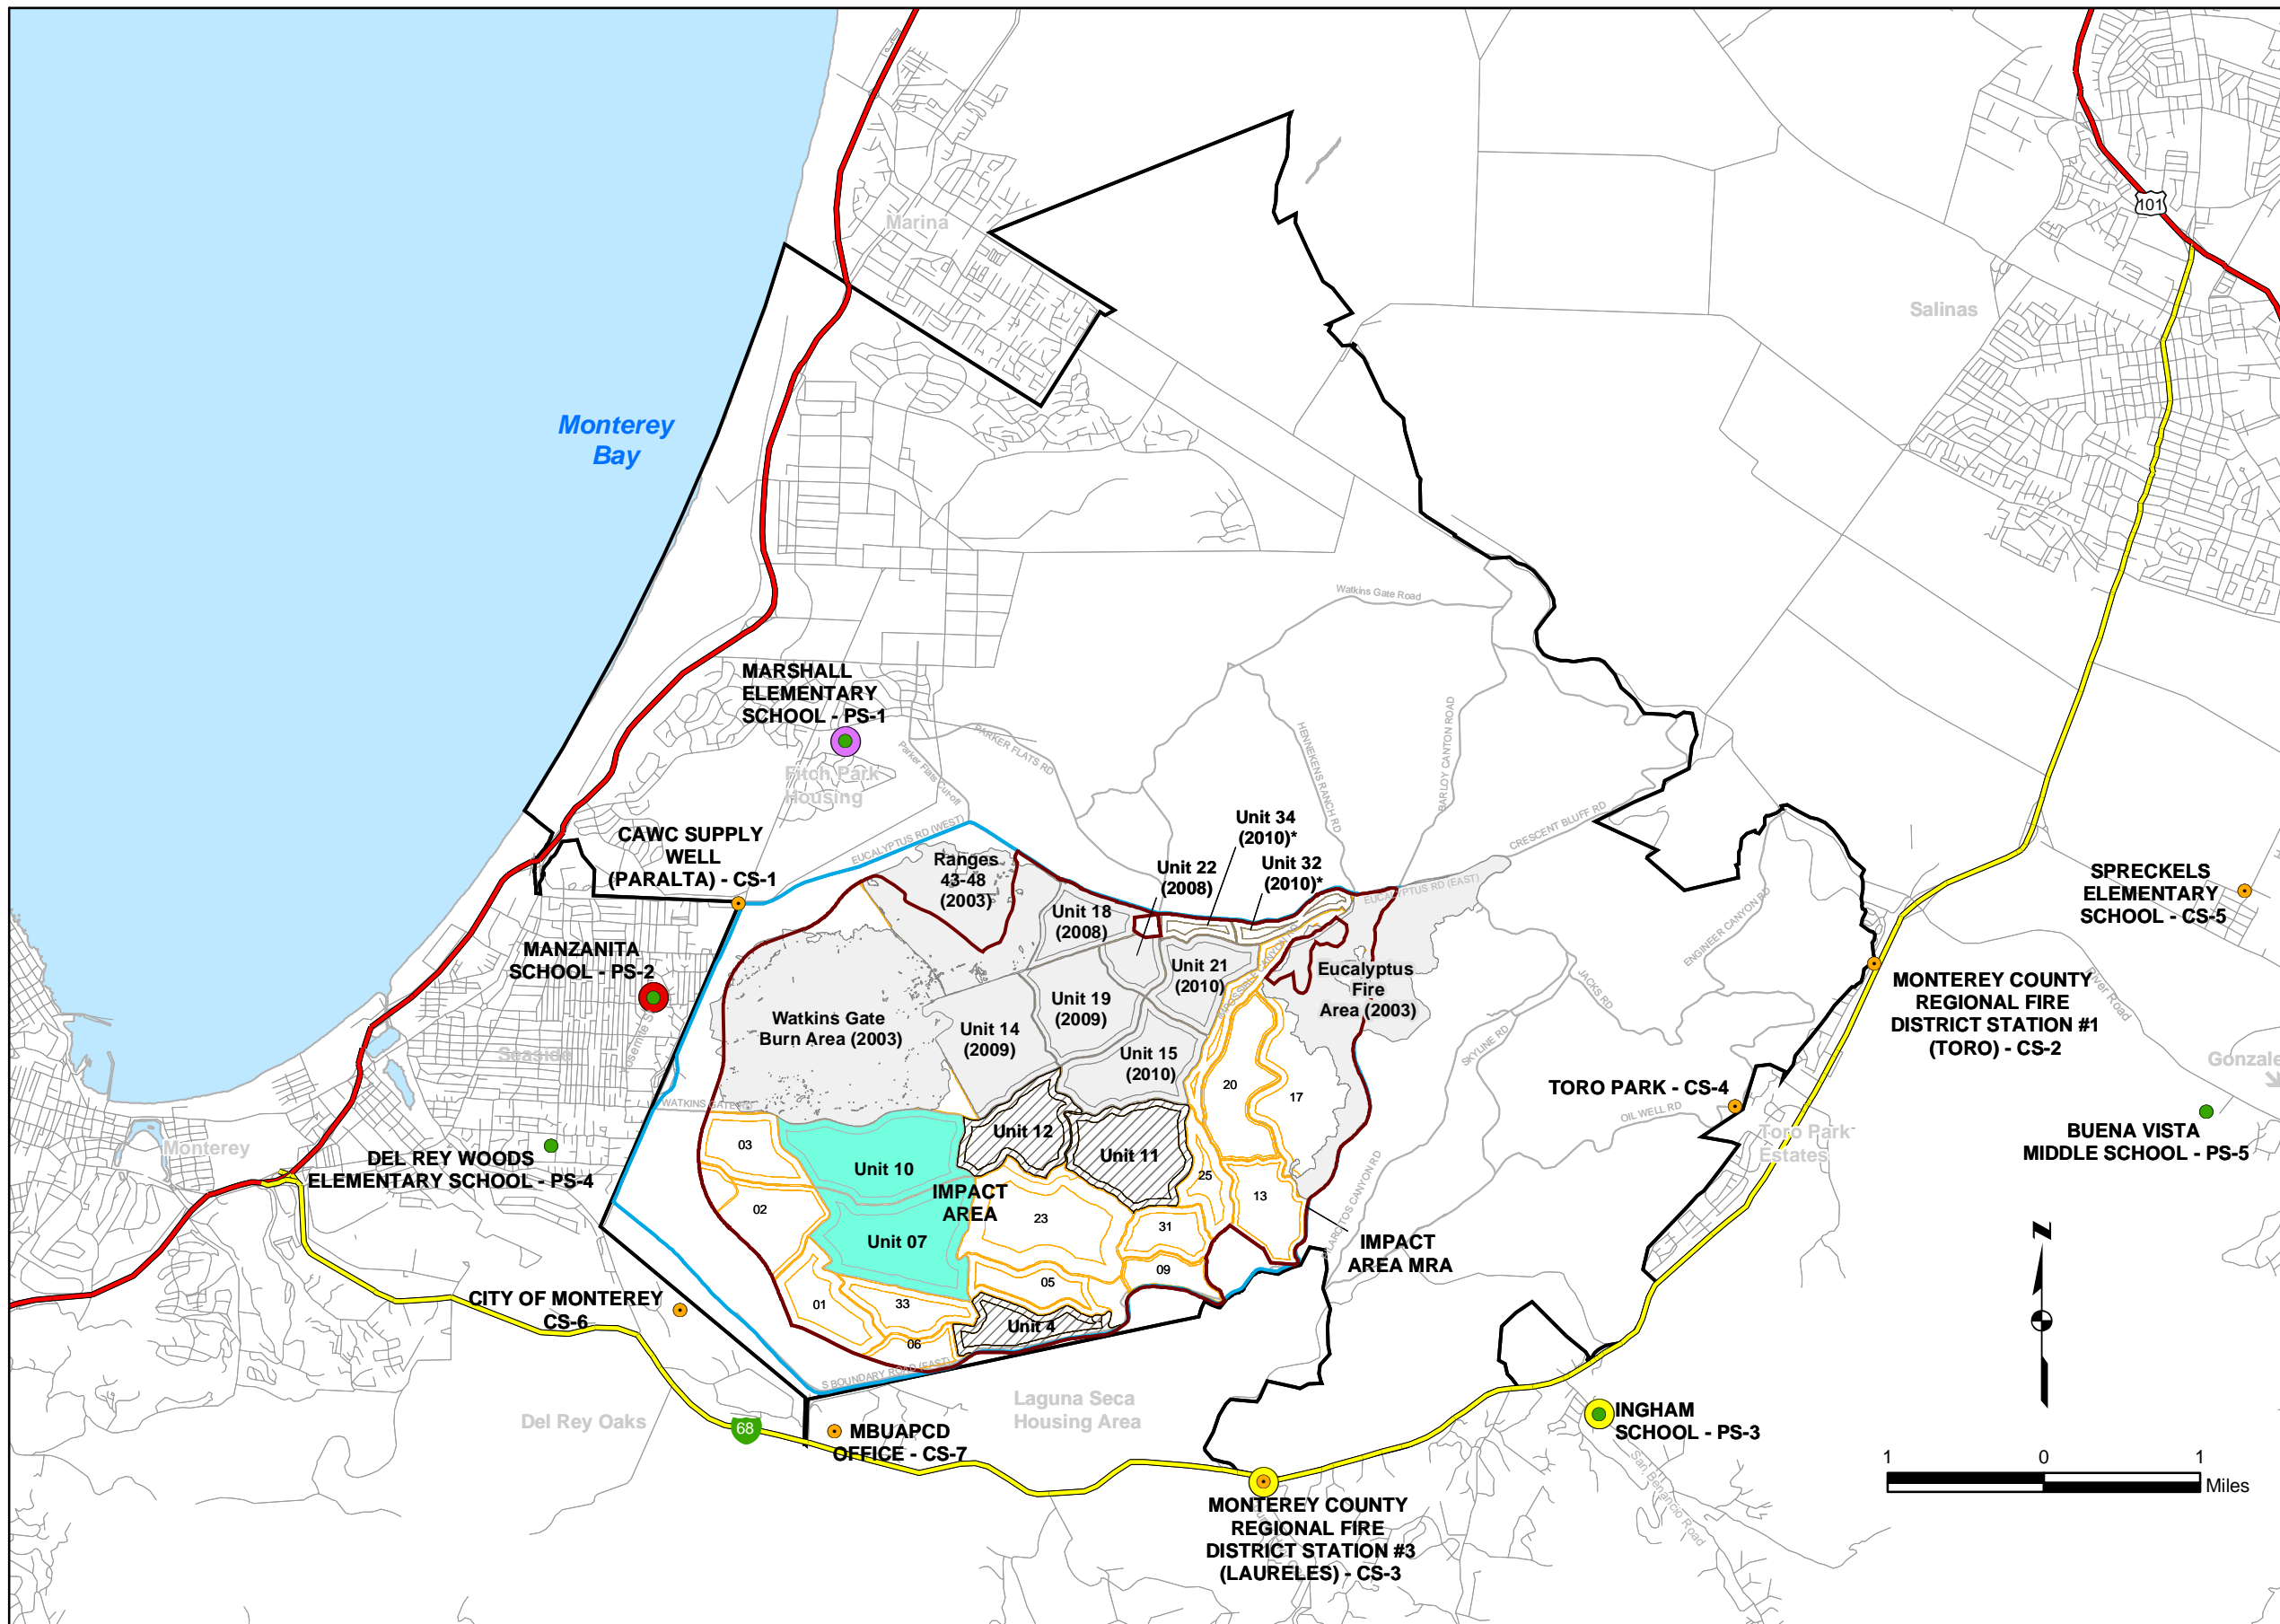 Marina
101
Salinas
Monterey
Bay
Watkins Gate Road
MARSHALL
ELEMENTARY
SCHOOL - PS-1
PARKER FLATS RD
Parker Flats Cut-off
HENNEKENS RANCH RD
BARLOY CANTON ROAD
Fitch Park
Housing
CRESCENT BLUFF RD
EUCALYPTUS RD (WEST)
CAWC SUPPLY
WELL
(PARALTA) - CS-1
Ranges
43-48
(2003)
Unit 34
(2010)*
Unit 22
(2008)
Unit 32
(2010)*
EUCALYPTUS RD (EAST)
SPRECKELS
ELEMENTARY
SCHOOL - CS-5
ENGINEER CANYON RD
Unit 18
(2008)
MANZANITA
SCHOOL - PS-2
Unit 21
(2010)
Eucalyptus
Fire
Area (2003)
JACKS RD
River Road
MONTEREY COUNTY
REGIONAL FIRE
DISTRICT STATION #1
(TORO) - CS-2
Unit 19
(2009)
Watkins Gate
Burn Area (2003)
Unit 14
(2009)
SKYLINE RD
Seaside
Unit 15
(2010)
20
17
TORO PARK - CS-4
OIL WELL RD
WATKINS GATE RD
Monterey
03
Unit 12
Unit 11
Toro Park
Estates
BUENA VISTA
MIDDLE SCHOOL - PS-5
DEL REY WOODS
ELEMENTARY SCHOOL - PS-4
Unit 10
25
13
IMPACT
AREA
02
23
31
Unit 07
IMPACT
AREA MRA
09
05
CITY OF MONTEREY
CS-6
01
33
Unit 4
06
N
S BOUNDARY ROAD (EAST)
Laguna Seca
Housing Area
Del Rey Oaks
68
MBUAPCD
OFFICE - CS-7
INGHAM
SCHOOL - PS-3
San Benancio Road
1 0 1
Miles
MONTEREY COUNTY
REGIONAL FIRE
DISTRICT STATION #3
(LAURELES) - CS-3